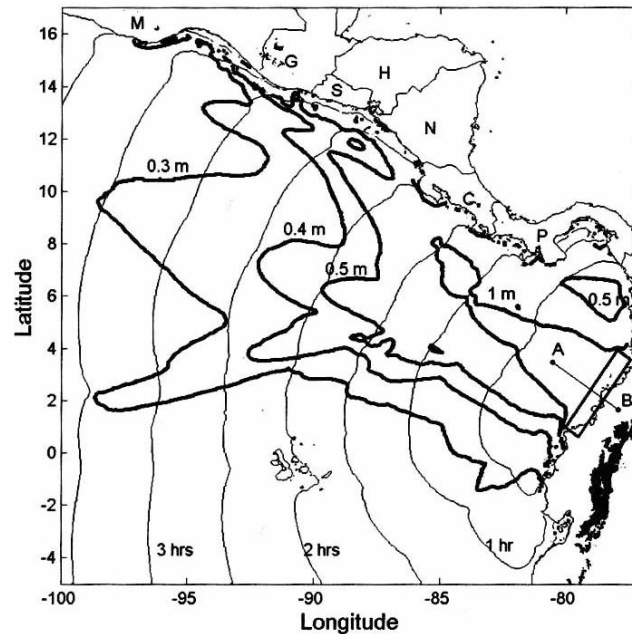 M
16
G
14
S
H
12
N
0.3 m
10
C
0.4 m
8
P
0.5 m
1 m
0.5 m
6
Latitude
4
A
2
B
0
-2
-4
3 hrs
2 hrs
1 hr
-100
-95
-90
-85
-80
Longitude